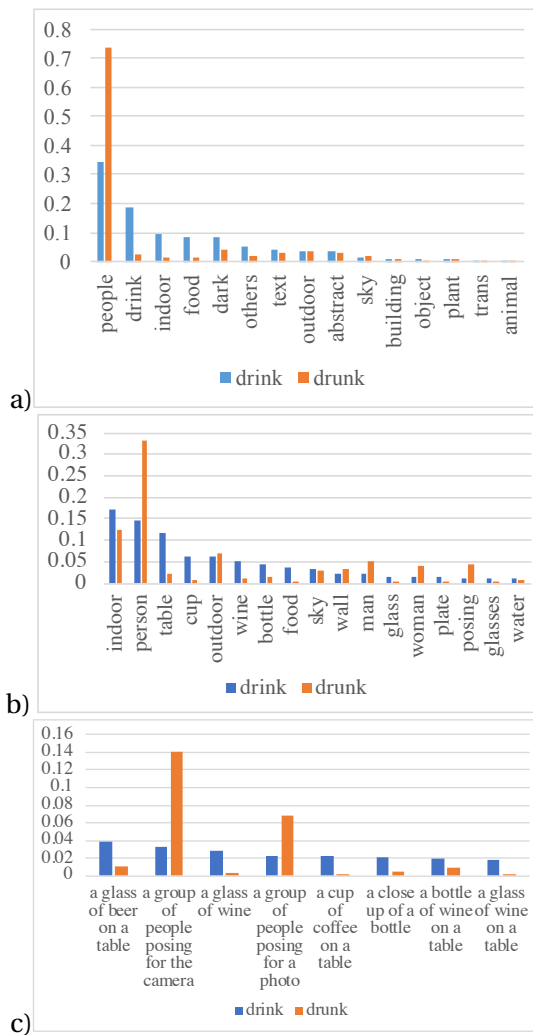 0.8
0.7
0.6
0.5
0.4
0.3
0.2
0.1
0
people drink indoor food dark others text outdoor abstract sky building object plant trans animal
drink drunk
a)
0.35
0.3
0.25
0.2
0.15
0.1
0.05
0
indoor person table cup outdoor wine bottle food sky wall man glass woman plate posing glasses water
drink drunk
b)
0.16
0.14
0.12
0.1
0.08
0.06
0.04
0.02
0
a glass of beer on a table
a group of people posing for the camera
a glass of wine
a group of people posing for a photo
a cup of coffee on a table
a close up of a bottle
a bottle of wine on a table
a glass of wine on a table
drink drunk
c)